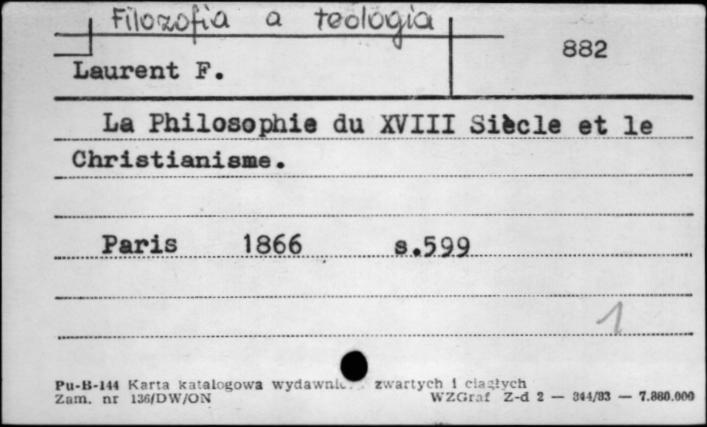 Filozofia a teologia
882
Laurent F.
La Philosophie du XVIII Siècle et le
Christianisme.
Paris 1866 s.599
1
Pu-B-144 Karta katalogowa zwartych i ciągłych
Zam. nr 136/DW/ON WZGraf Z-d 2 — 344/83 — 7.880.000